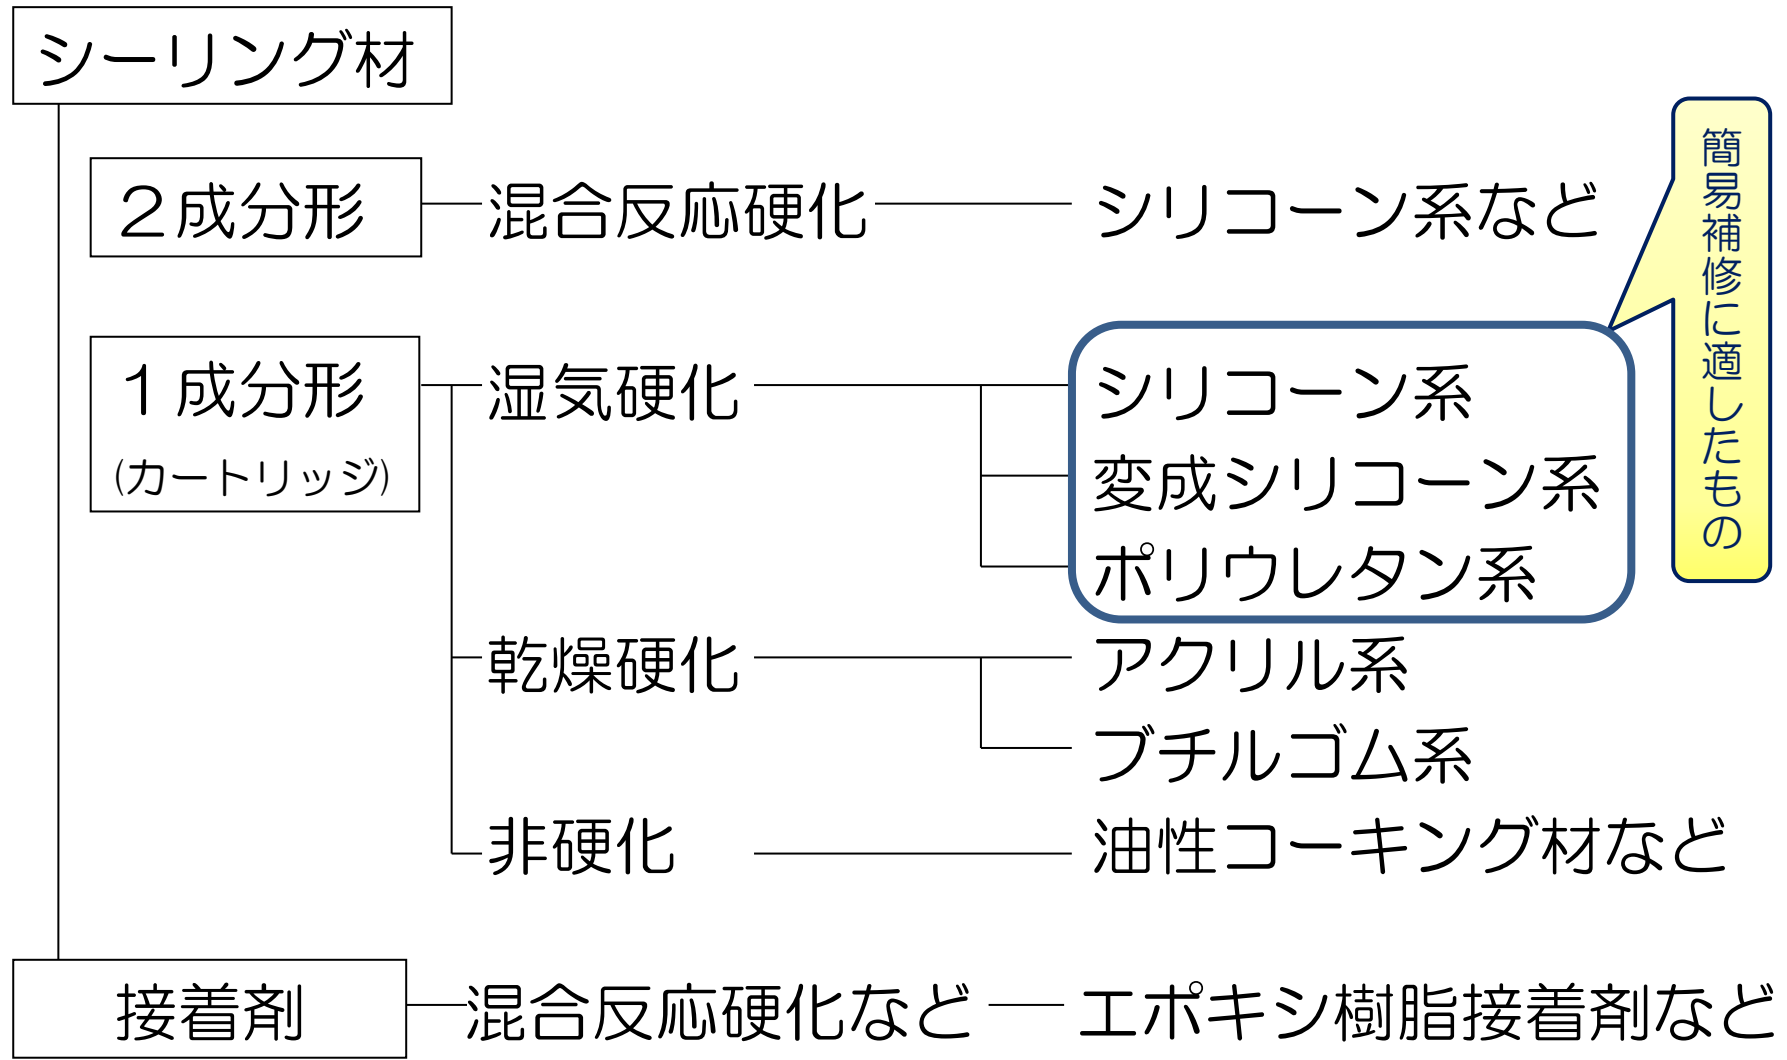 シーリング材
２成分形
混合反応硬化
シリコーン系など
簡易補修に適したもの
１成分形
(カートリッジ)
湿気硬化
シリコーン系
変成シリコーン系
ポリウレタン系
乾燥硬化
アクリル系
ブチルゴム系
非硬化
油性コーキング材など
接着剤
混合反応硬化など
エポキシ樹脂接着剤など